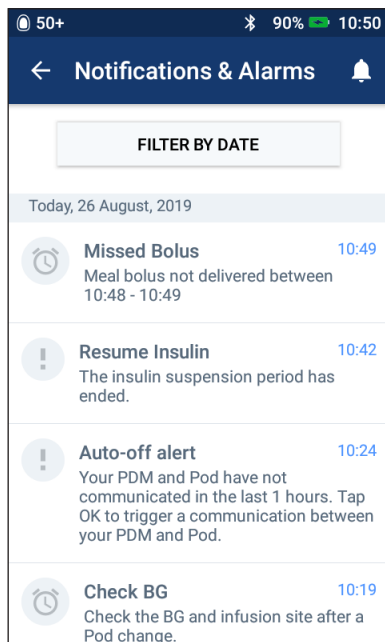 50+ 90% 10:50
Notifications & Alarms
FILTER BY DATE
Today, 26 August, 2019
Missed Bolus 10:49
Meal bolus not delivered between
10:48 - 10:49
Resume Insulin 10:42
The insulin suspension period has
ended.
Auto-off alert 10:24
Your PDM and Pod have not
communicated in the last 1 hours. Tap
OK to trigger a communication between
your PDM and Pod.
Check BG 10:19
Check the BG and infusion site after a
Pod change.